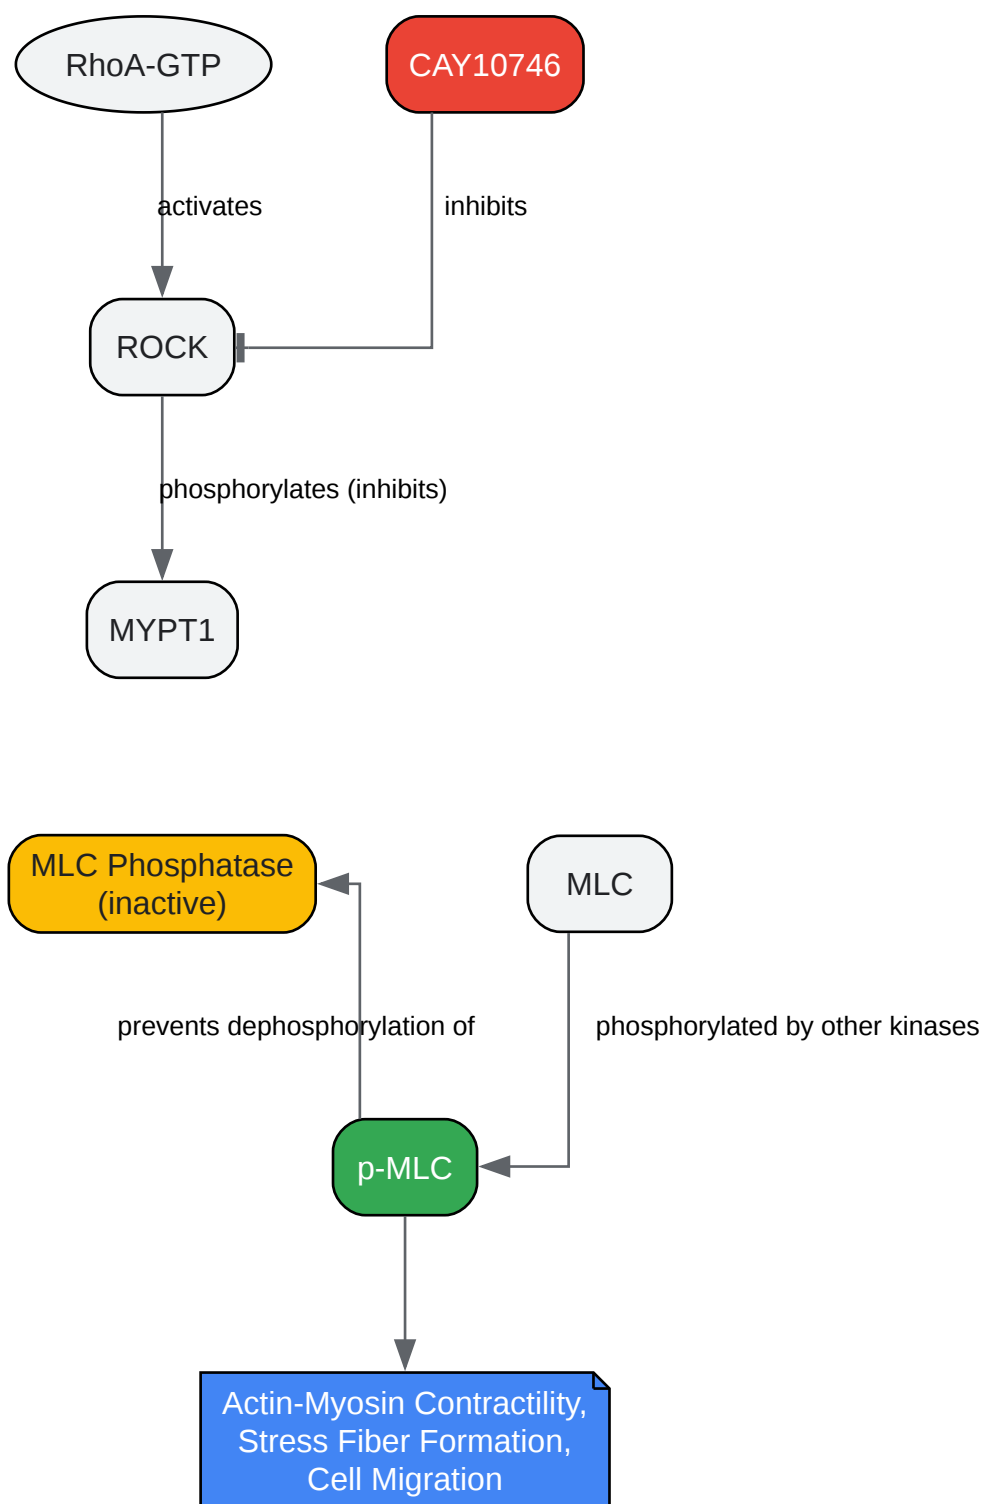 RhoA-GTP
CAY10746
activates
inhibits
ROCK
phosphorylates (inhibits)
MYPT1
MLC Phosphatase
(inactive)
MLC
prevents dephosphorylation of
phosphorylated by other kinases
p-MLC
Actin-Myosin Contractility,
Stress Fiber Formation,
Cell Migration